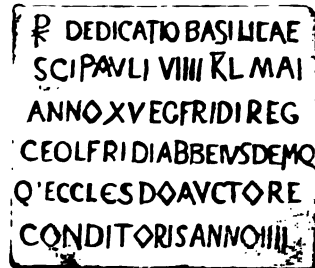 ⳨ DEDICATIO BASILICAE
SCI PAVLI VIIII KL MAI
ANNO XV ECFRIDI REG
CEOLFRIDI ABB EIVSDEMQ
Q' ECCLES DO AVCTORE
CONDITORIS ANNO IIII